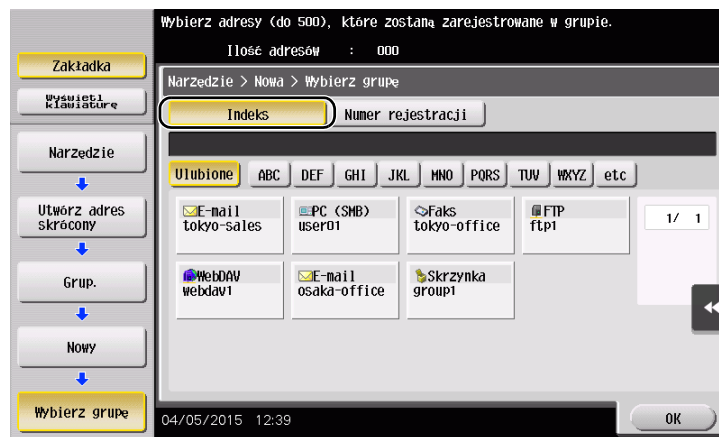 Wybierz adresy (do 500), które zostaną zarejestrowane w grupie.
Ilość adresów : 000
Zakładka
Wyświetl
klawiaturę
Narzędzie > Nowa > Wybierz grupę
Indeks Numer rejestracji
Narzędzie
Ulubione ABC DEF GHI JKL MNO PQRS TUV WXYZ etc
Utwórz adres
skrócony
E-mail
tokyo-sales
PC (SMB)
user01
Faks
tokyo-office
FTP
ftp1
1/ 1
Grup.
WebDAV
webdav1
E-mail
osaka-office
Skrzynka
group1
Nowy
Wybierz grupę
04/05/2015 12:39
OK